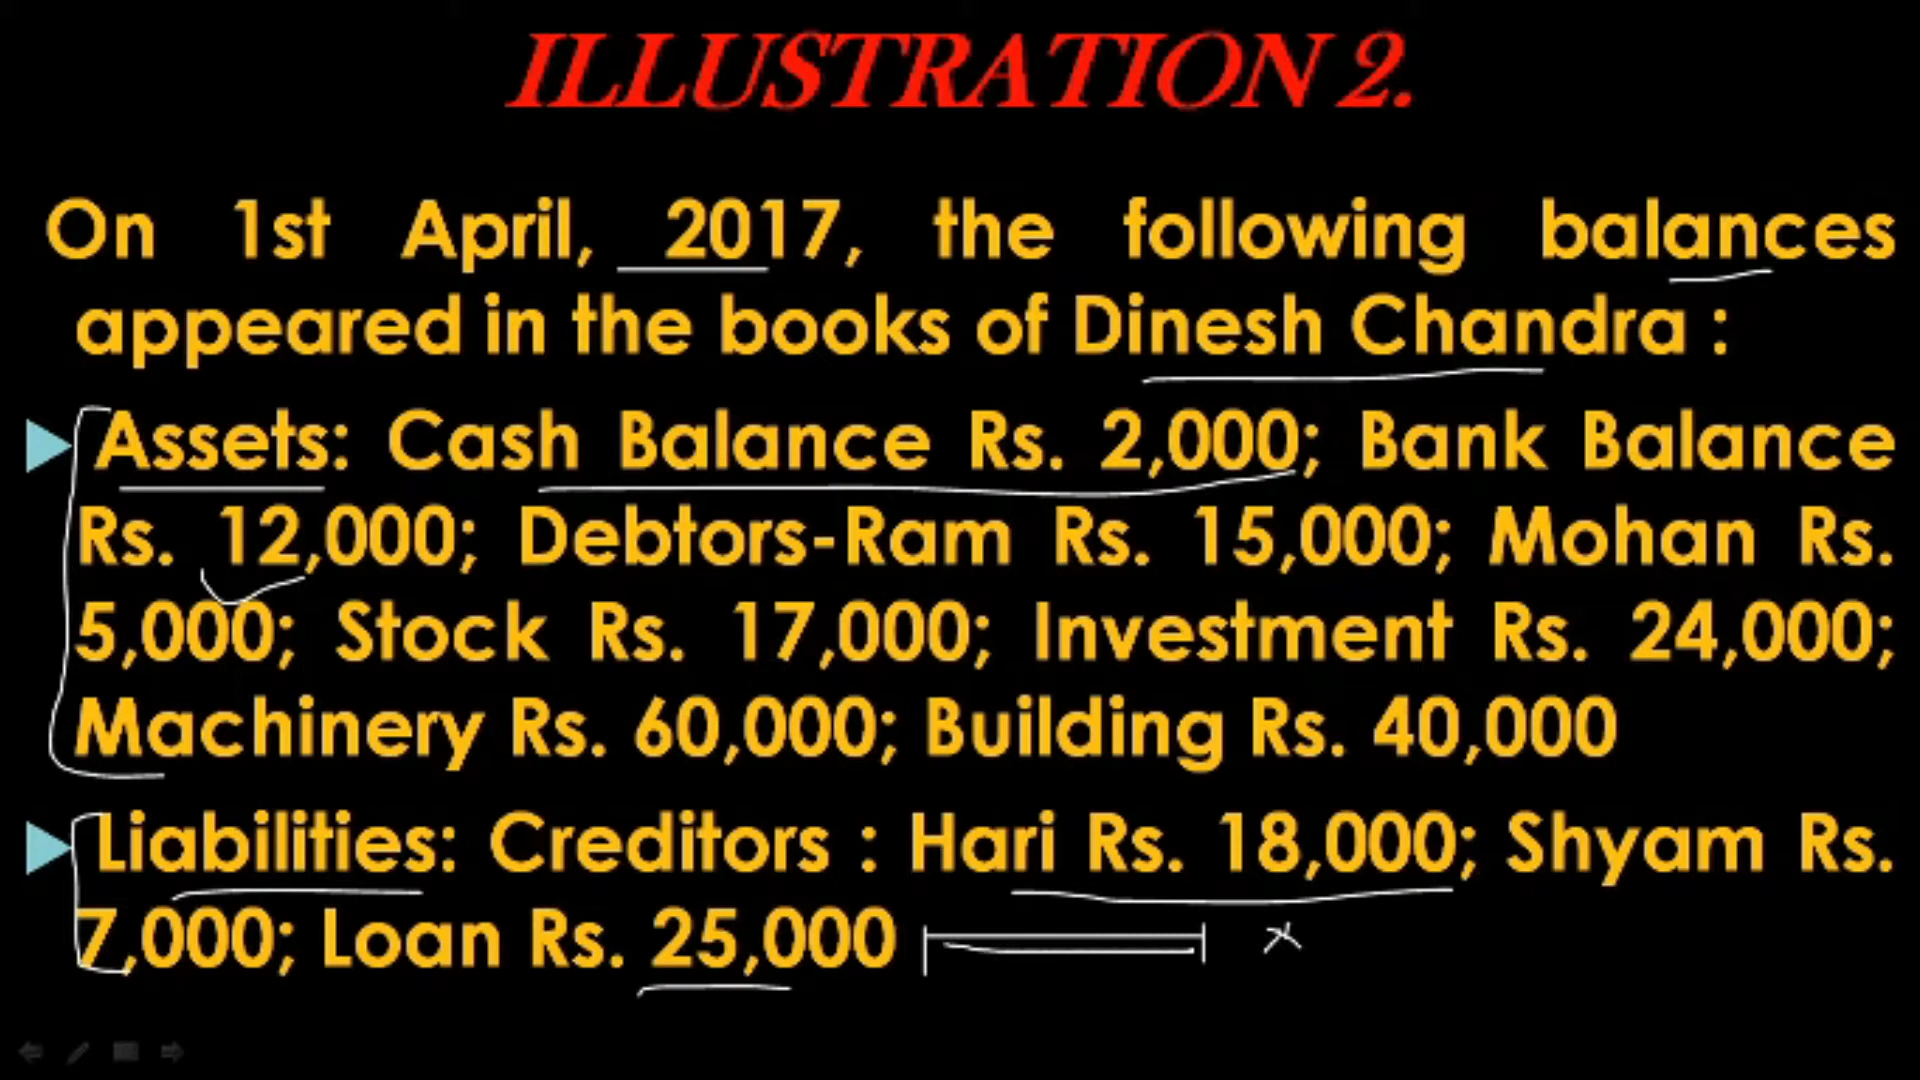 ILLUSTRATION 2.
On 1st April, 2017, the following balances
appeared in the books of Dinesh Chandra :
Assets: Cash Balance Rs. 2,000; Bank Balance
Rs. 12,000; Debtors-Ram Rs. 15,000; Mohan Rs.
5,000; Stock Rs. 17,000; Investment Rs. 24,000;
Machinery Rs. 60,000; Building Rs. 40,000
Liabilities: Creditors : Hari Rs. 18,000; Shyam Rs.
7,000; Loan Rs. 25,000 x